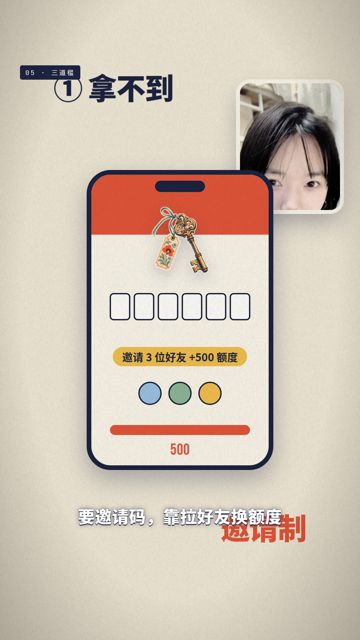 05 · 三道槛
① 拿不到
邀请 3 位好友 +500 额度
500
要邀请码，靠拉好友换额度
邀请制